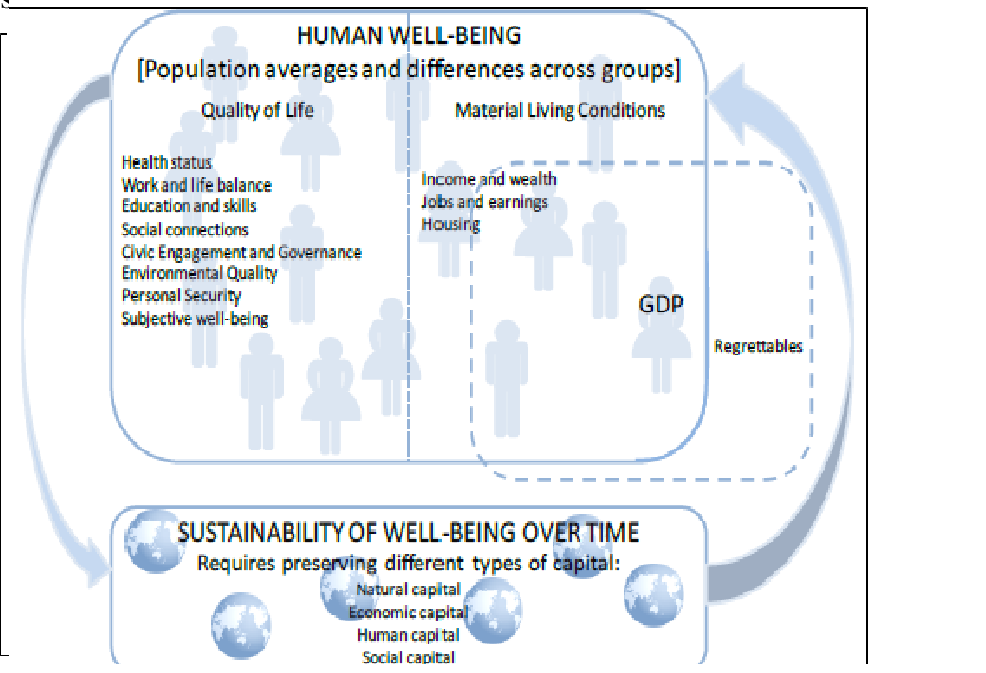 HUMAN WELL-BEING
[Population averages and differences across groups]
Quality of Life
Material Living Conditions
Health status
Work and life balance
Education and skills
Social connections
Civic Engagement and Governance
Environmental Quality
Personal Security
Subjective well-being
Income and wealth
Jobs and earnings
Housing
GDP
Regrettables
SUSTAINABILITY OF WELL-BEING OVER TIME
Requires preserving different types of capital:
Natural capital
Economic capital
Human capital
Social capital